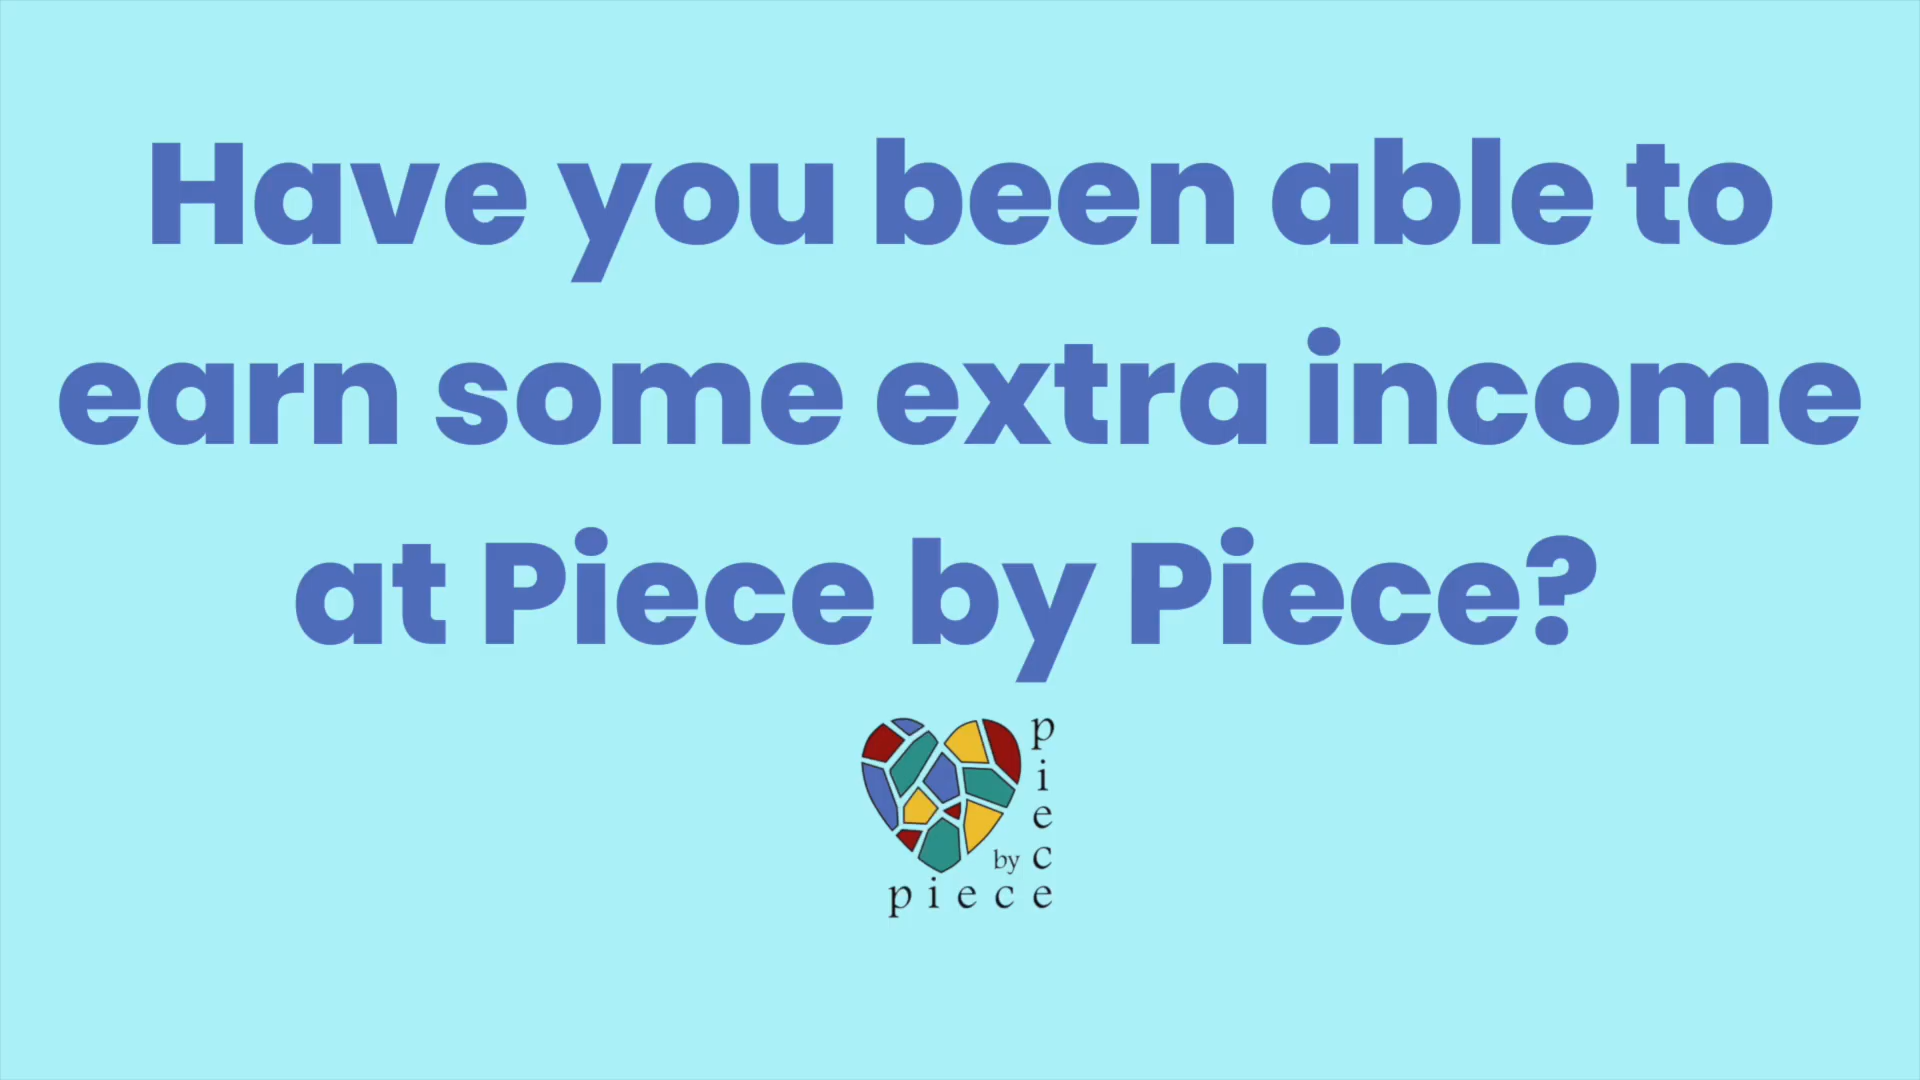 Have you been able to
earn some extra income
at Piece by Piece?
piece
by
piece